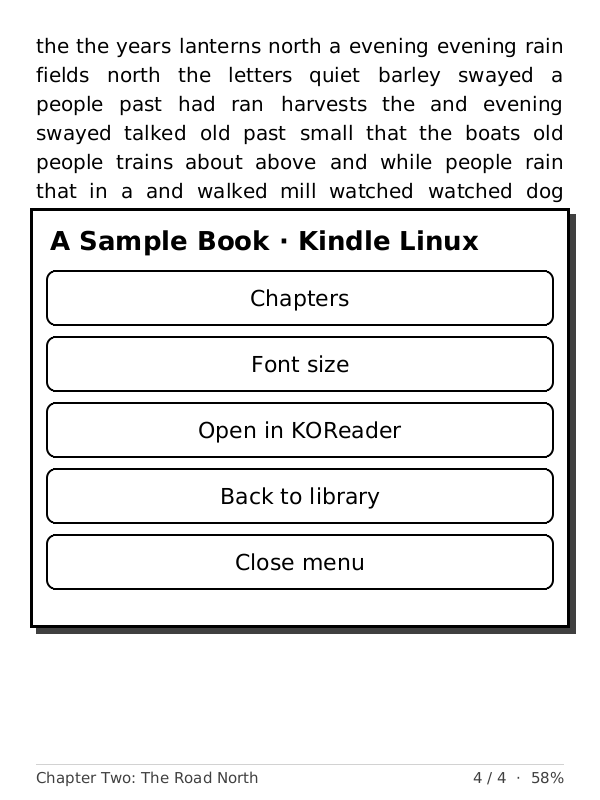 the the years lanterns north a evening evening rain
fields north the letters quiet barley swayed a
people past had ran harvests the and evening
swayed talked old past small that the boats old
people trains about above and while people rain
that in a and walked mill watched watched dog
A Sample Book · Kindle Linux
Chapters
Font size
Open in KOReader
Back to library
Close menu
Chapter Two: The Road North
4 / 4 · 58%